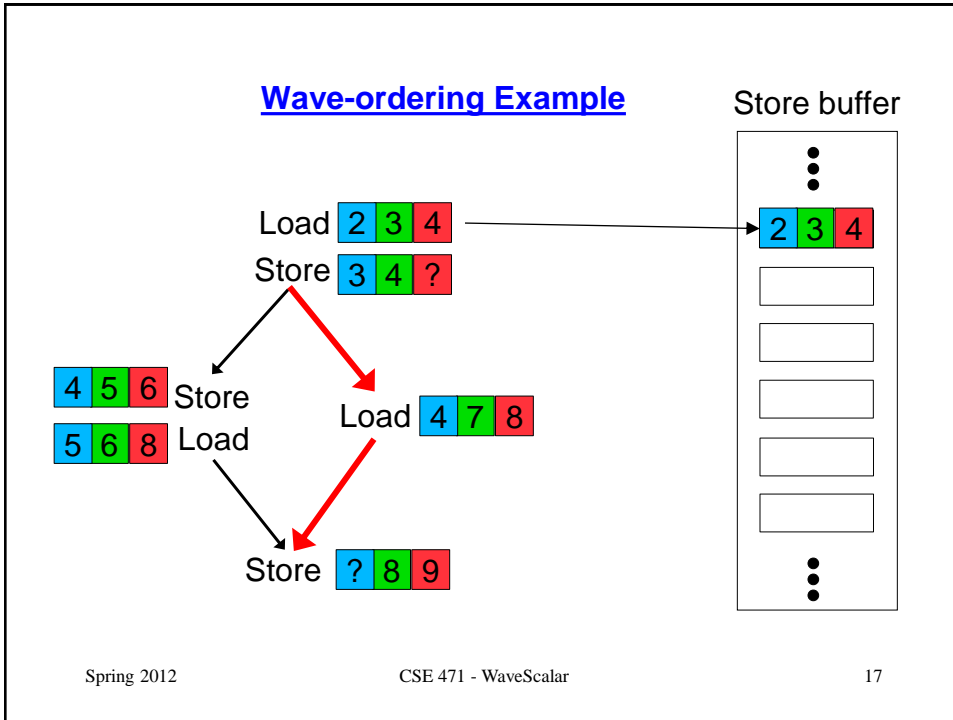 Wave-ordering Example
Store buffer
Load 2 3 4
2 3 4
Store 3 4 ?
4 5 6 Store
Load 4 7 8
5 6 8 Load
Store ? 8 9
Spring 2012
CSE 471 - WaveScalar
17